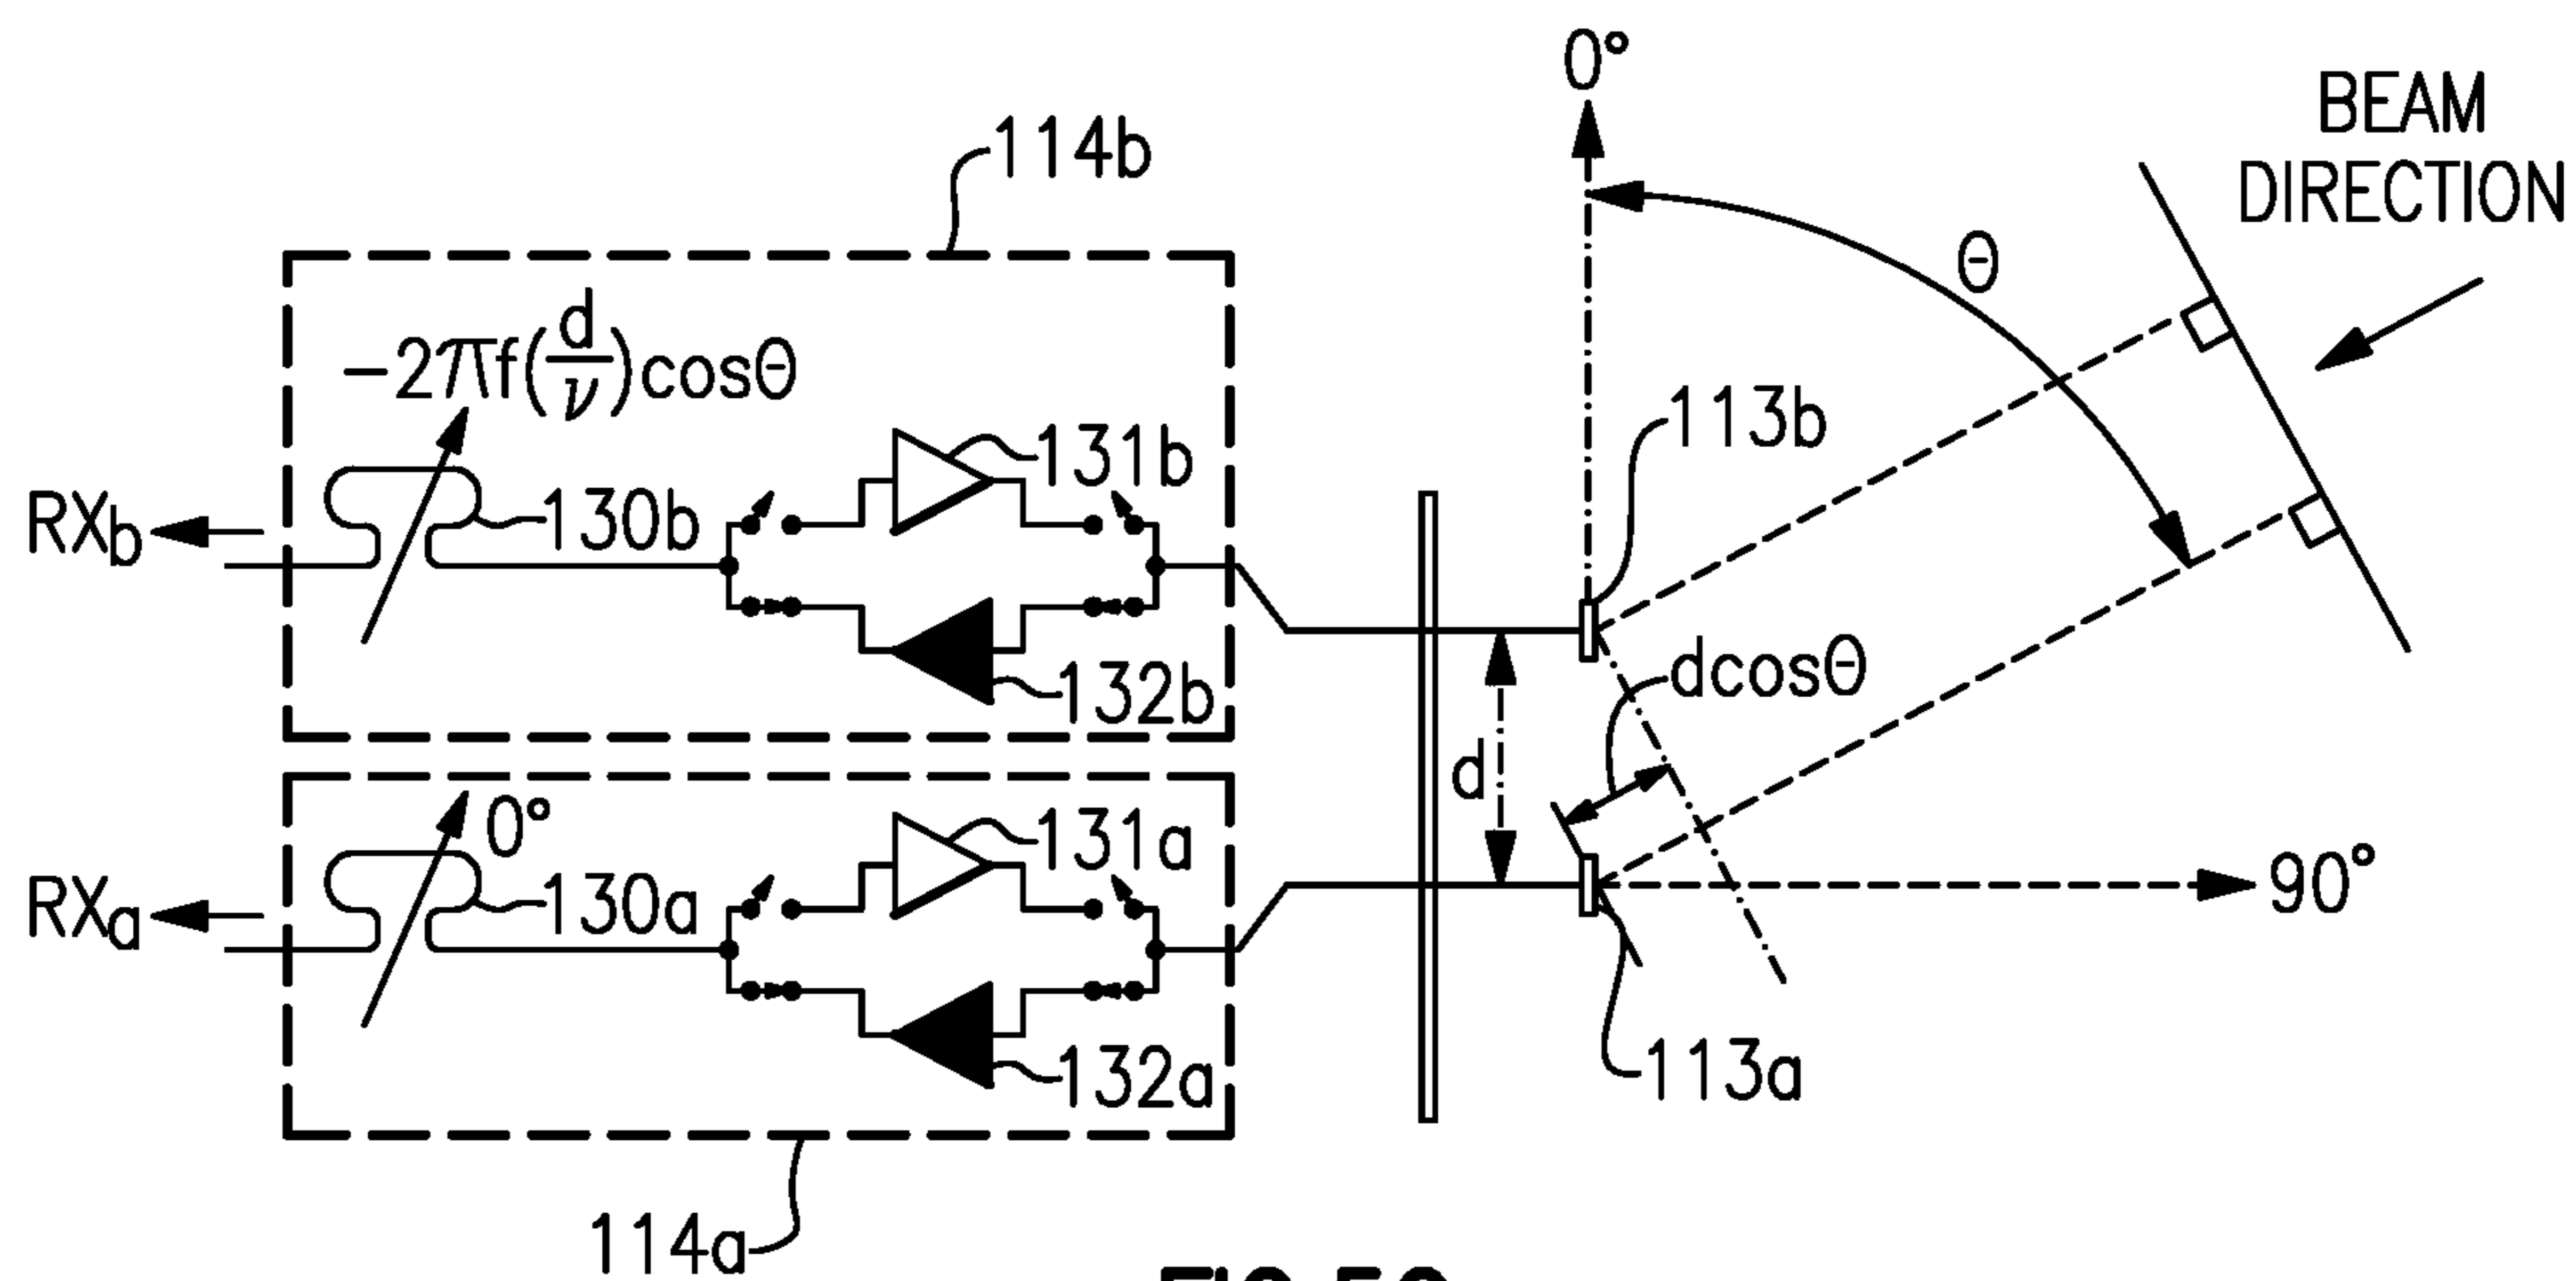 0°
BEAM
DIRECTION
114b
θ
-2πf(d/ν)cosθ
113b
131b
RXb
130b
dcosθ
132b
d
0°
131a
90°
RXa
130a
132a
113a
114a